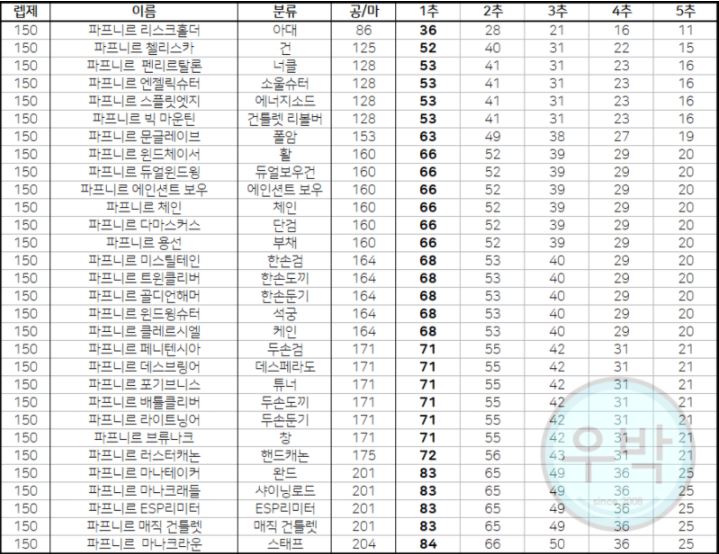 렙제 이름 분류 공/마 1추 2추 3추 4추 5추
150 파프니르 리스크홀더 아대 86 36 28 21 16 11
150 파프니르 첼리스카 건 125 52 40 31 22 15
150 파프니르 펜리르탈론 너클 128 53 41 31 23 16
150 파프니르 엔젤릭슈터 소울슈터 128 53 41 31 23 16
150 파프니르 스플릿엣지 에너지소드 128 53 41 31 23 16
150 파프니르 빅 마운틴 건틀렛 리볼버 128 53 41 31 23 16
150 파프니르 문글레이브 폴암 153 63 49 38 27 19
150 파프니르 윈드체이서 활 160 66 52 39 29 20
150 파프니르 듀얼윈드윙 듀얼보우건 160 66 52 39 29 20
150 파프니르 에인션트 보우 에인션트 보우 160 66 52 39 29 20
150 파프니르 체인 체인 160 66 52 39 29 20
150 파프니르 다마스커스 단검 160 66 52 39 29 20
150 파프니르 용선 부채 160 66 52 39 29 20
150 파프니르 미스틸테인 한손검 164 68 53 40 29 20
150 파프니르 트윈클리버 한손도끼 164 68 53 40 29 20
150 파프니르 골디언해머 한손둔기 164 68 53 40 29 20
150 파프니르 윈드윙슈터 석궁 164 68 53 40 29 20
150 파프니르 클레르시엘 케인 164 68 53 40 29 20
150 파프니르 페니텐시아 두손검 171 71 55 42 31 21
150 파프니르 데스브링어 데스페라도 171 71 55 42 31 21
150 파프니르 포기브니스 튜너 171 71 55 42 31 21
150 파프니르 배틀클리버 두손도끼 171 71 55 42 31 21
150 파프니르 라이트닝어 두손둔기 171 71 55 42 31 21
150 파프니르 브류나크 창 171 71 55 42 31 21
150 파프니르 러스터캐논 핸드캐논 175 72 56 43 31 21
150 파프니르 마나테이커 완드 201 83 65 49 36 25
150 파프니르 마나크래들 샤이닝로드 201 83 65 49 36 25
150 파프니르 ESP리미터 ESP리미터 201 83 65 49 36 25
150 파프니르 매직 건틀렛 매직 건틀렛 201 83 65 49 36 25
150 파프니르 마나크라운 스태프 204 84 66 50 36 25
우박
since 2008